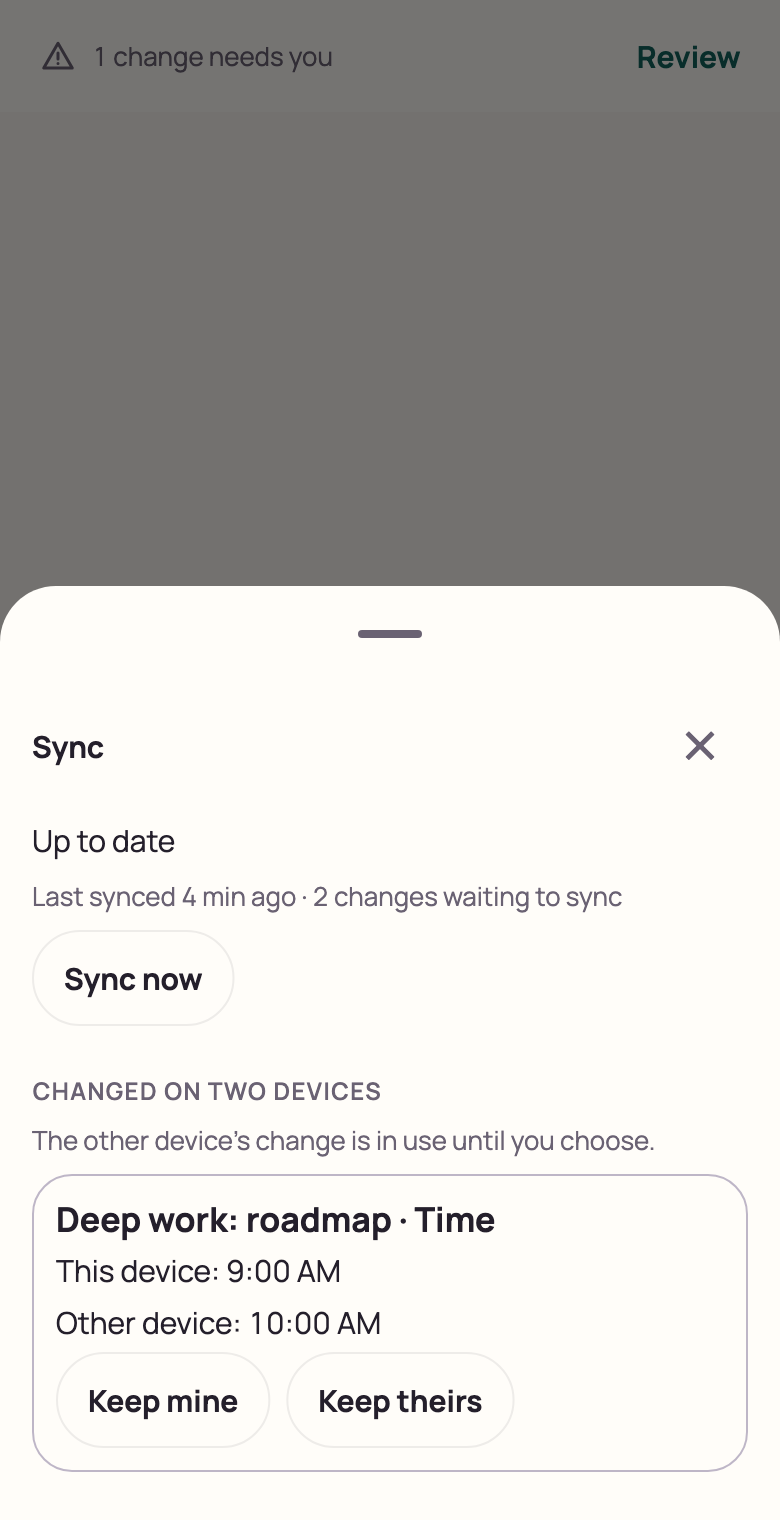 1 change needs you
Review
Sync
Up to date
Last synced 4 min ago · 2 changes waiting to sync
Sync now
CHANGED ON TWO DEVICES
The other device’s change is in use until you choose.
Deep work: roadmap · Time
This device: 9:00 AM
Other device: 10:00 AM
Keep mine
Keep theirs